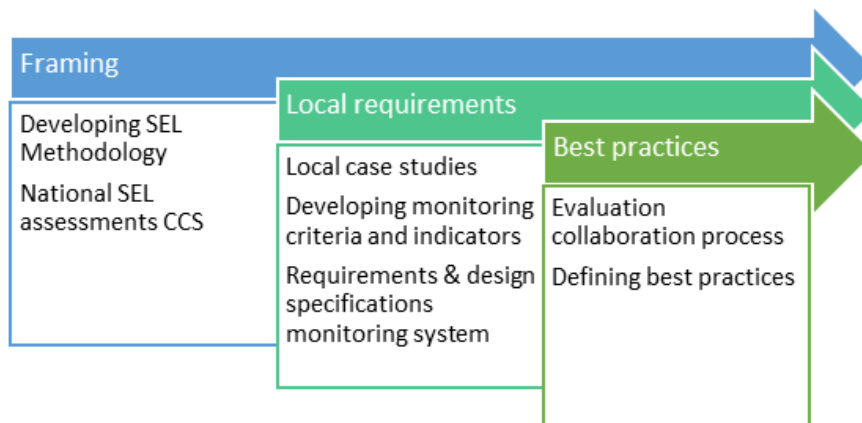 Framing
Developing SEL
Methodology
National SEL
assessments CCS
Local requirements
Local case studies
Developing monitoring
criteria and indicators
Requirements & design
specifications
monitoring system
Best practices
Evaluation
collaboration process
Defining best practices